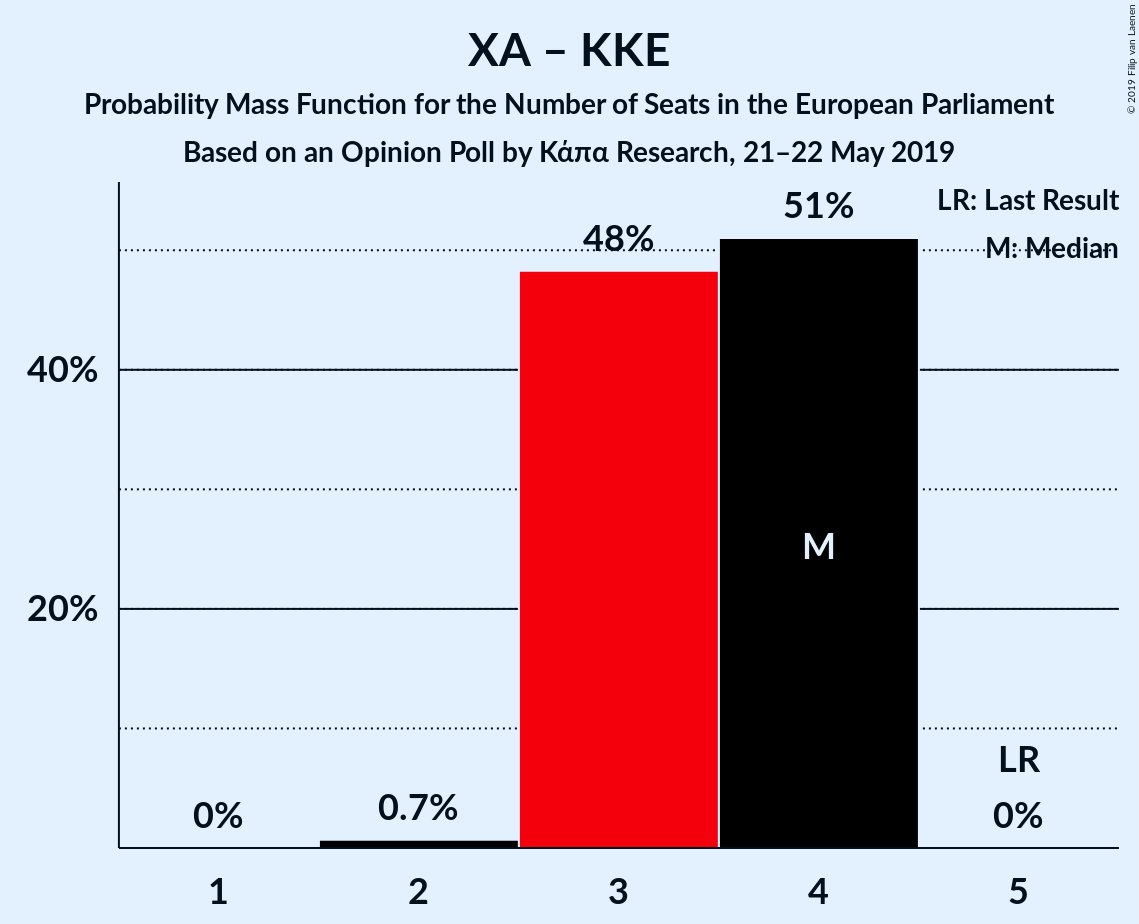 XA – KKE
Probability Mass Function for the Number of Seats in the European Parliament
Based on an Opinion Poll by Κάπα Research, 21–22 May 2019
© 2019 Filip van Laenen
LR: Last Result
M: Median
51%
48%
40%
20%
M
LR
0%
0.7%
0%
1 2 3 4 5